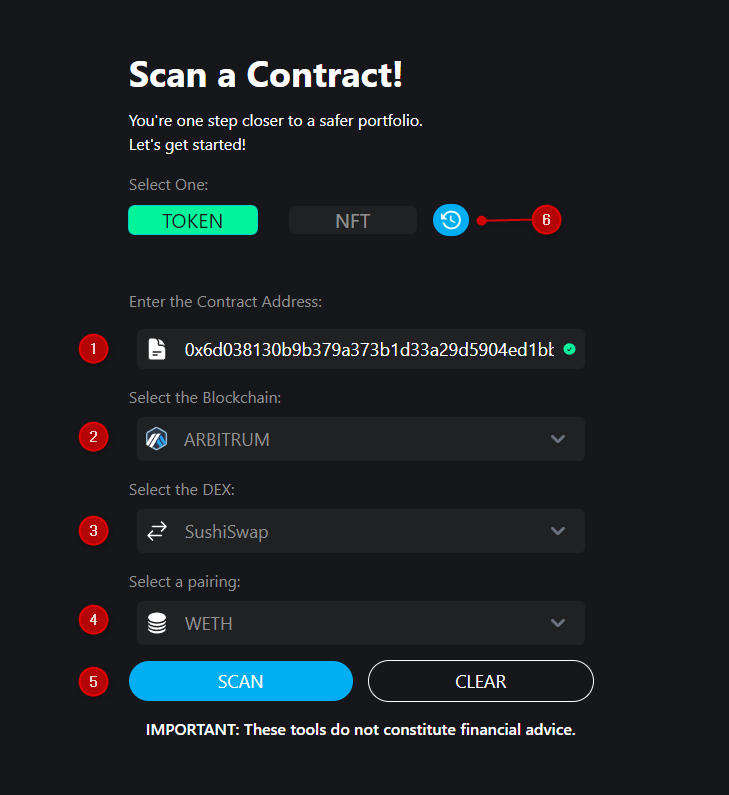 Scan a Contract!
You're one step closer to a safer portfolio.
Let's get started!
Select One:
TOKEN NFT 6
Enter the Contract Address:
1 0x6d038130b9b379a373b1d33a29d5904ed1bb
Select the Blockchain:
2 ARBITRUM
Select the DEX:
3 SushiSwap
Select a pairing:
4 WETH
5 SCAN CLEAR
IMPORTANT: These tools do not constitute financial advice.